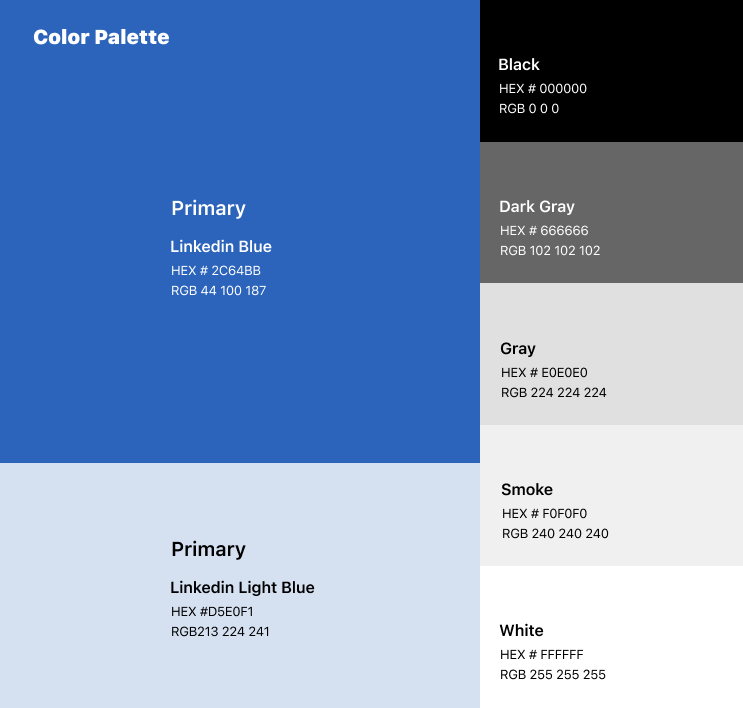 Color Palette
Primary
Linkedin Blue
HEX # 2C64BB
RGB 44 100 187
Primary
Linkedin Light Blue
HEX #D5E0F1
RGB213 224 241
Black
HEX # 000000
RGB 0 0 0
Dark Gray
HEX # 666666
RGB 102 102 102
Gray
HEX # E0E0E0
RGB 224 224 224
Smoke
HEX # F0F0F0
RGB 240 240 240
White
HEX # FFFFFF
RGB 255 255 255